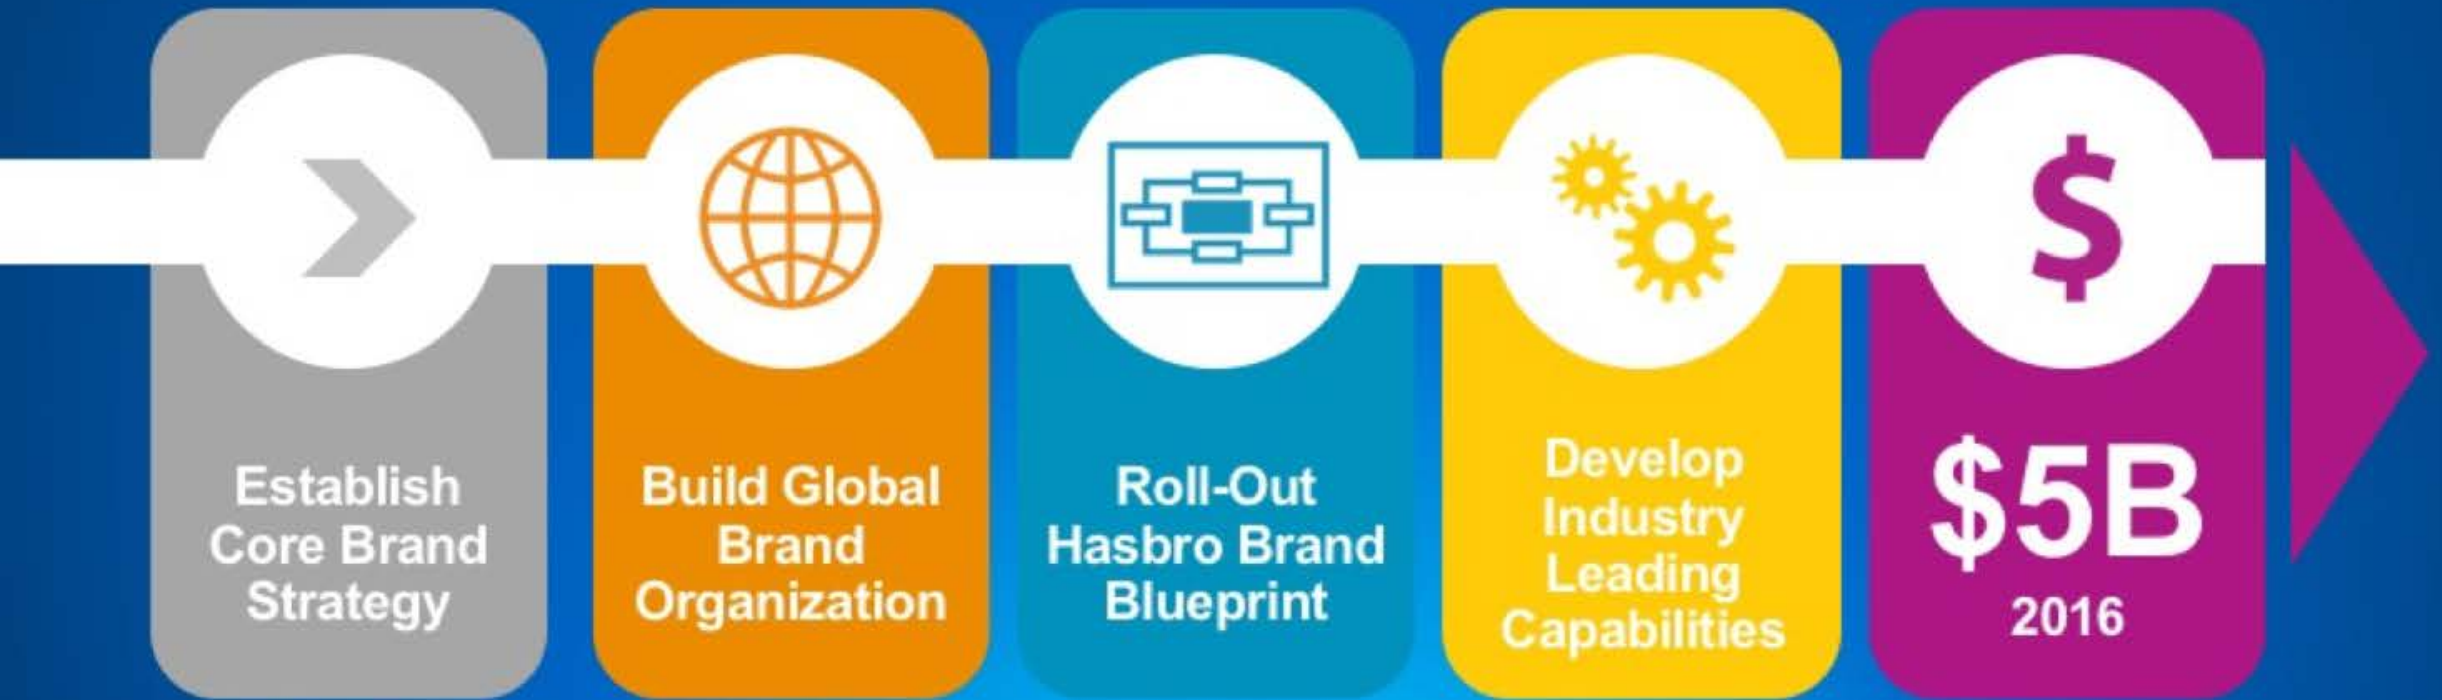 Establish
Core Brand
Strategy
Build Global
Brand
Organization
Roll-Out
Hasbro Brand
Blueprint
Develop
Industry
Leading
Capabilities
$
$5B
2016